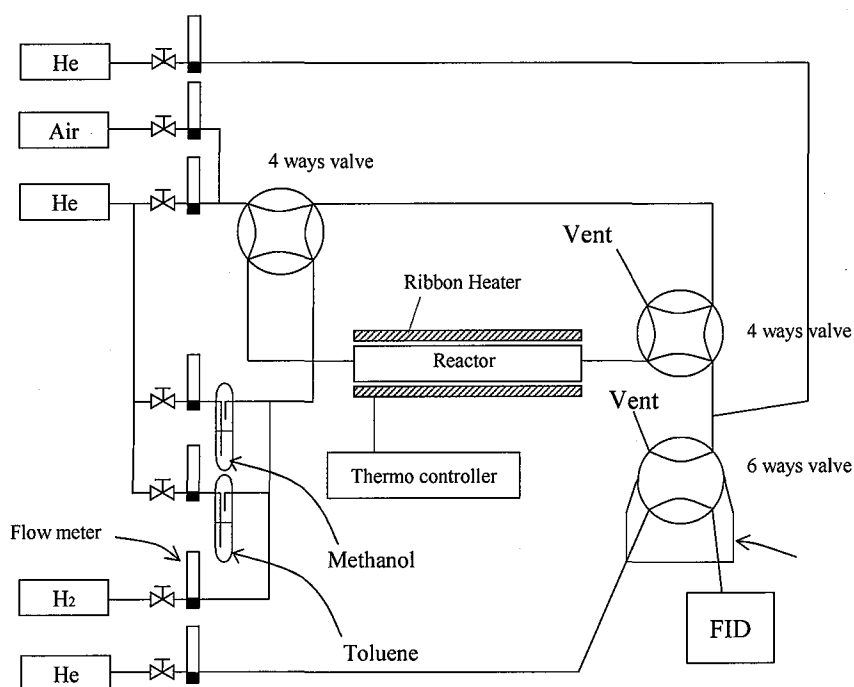 He
Air
He
4 ways valve
Vent
Ribbon Heater
Reactor
4 ways valve
Vent
Thermo controller
6 ways valve
Flow meter
Methanol
H₂
FID
Toluene
He